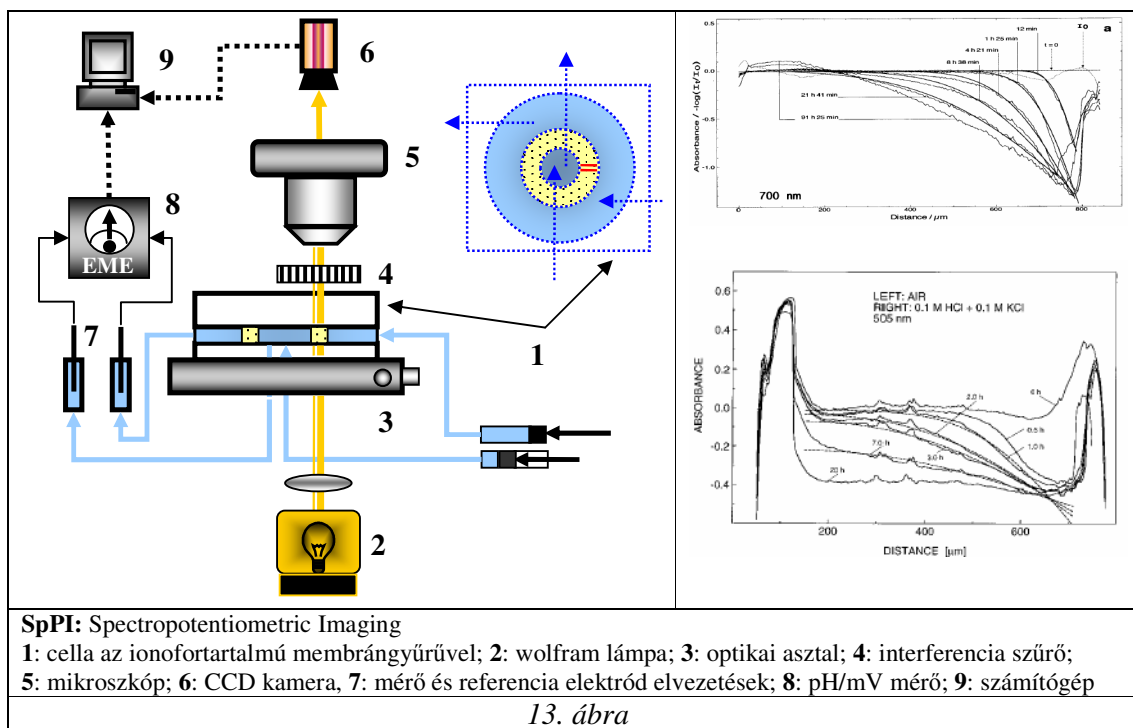 9
6
5
8
EME
4
7
1
3
2
a
I₀
12 min
1 h 25 min
t = 0
4 h 21 min
8 h 38 min
21 h 41 min
91 h 25 min
700 nm
Absorbance / -log(Iₜ/I₀)
0.5
0.0
-0.5
-1.0
0 200 400 600 800
Distance / µm
LEFT: AIR
RIGHT: 0.1 M HCl + 0.1 M KCl
505 nm
ABSORBANCE
0.6
0.4
0.2
0.0
-0.2
-0.4
6 h
2.0 h
0.5 h
1.0 h
7.0 h
3.0 h
20 h
200 400 600
DISTANCE [µm]
SpPI: Spectropotentiometric Imaging
1: cella az ionofortartalmú membrángyűrűvel; 2: wolfram lámpa; 3: optikai asztal; 4: interferencia szűrő;
5: mikroszkóp; 6: CCD kamera, 7: mérő és referencia elektród elvezetések; 8: pH/mV mérő; 9: számítógép
13. ábra